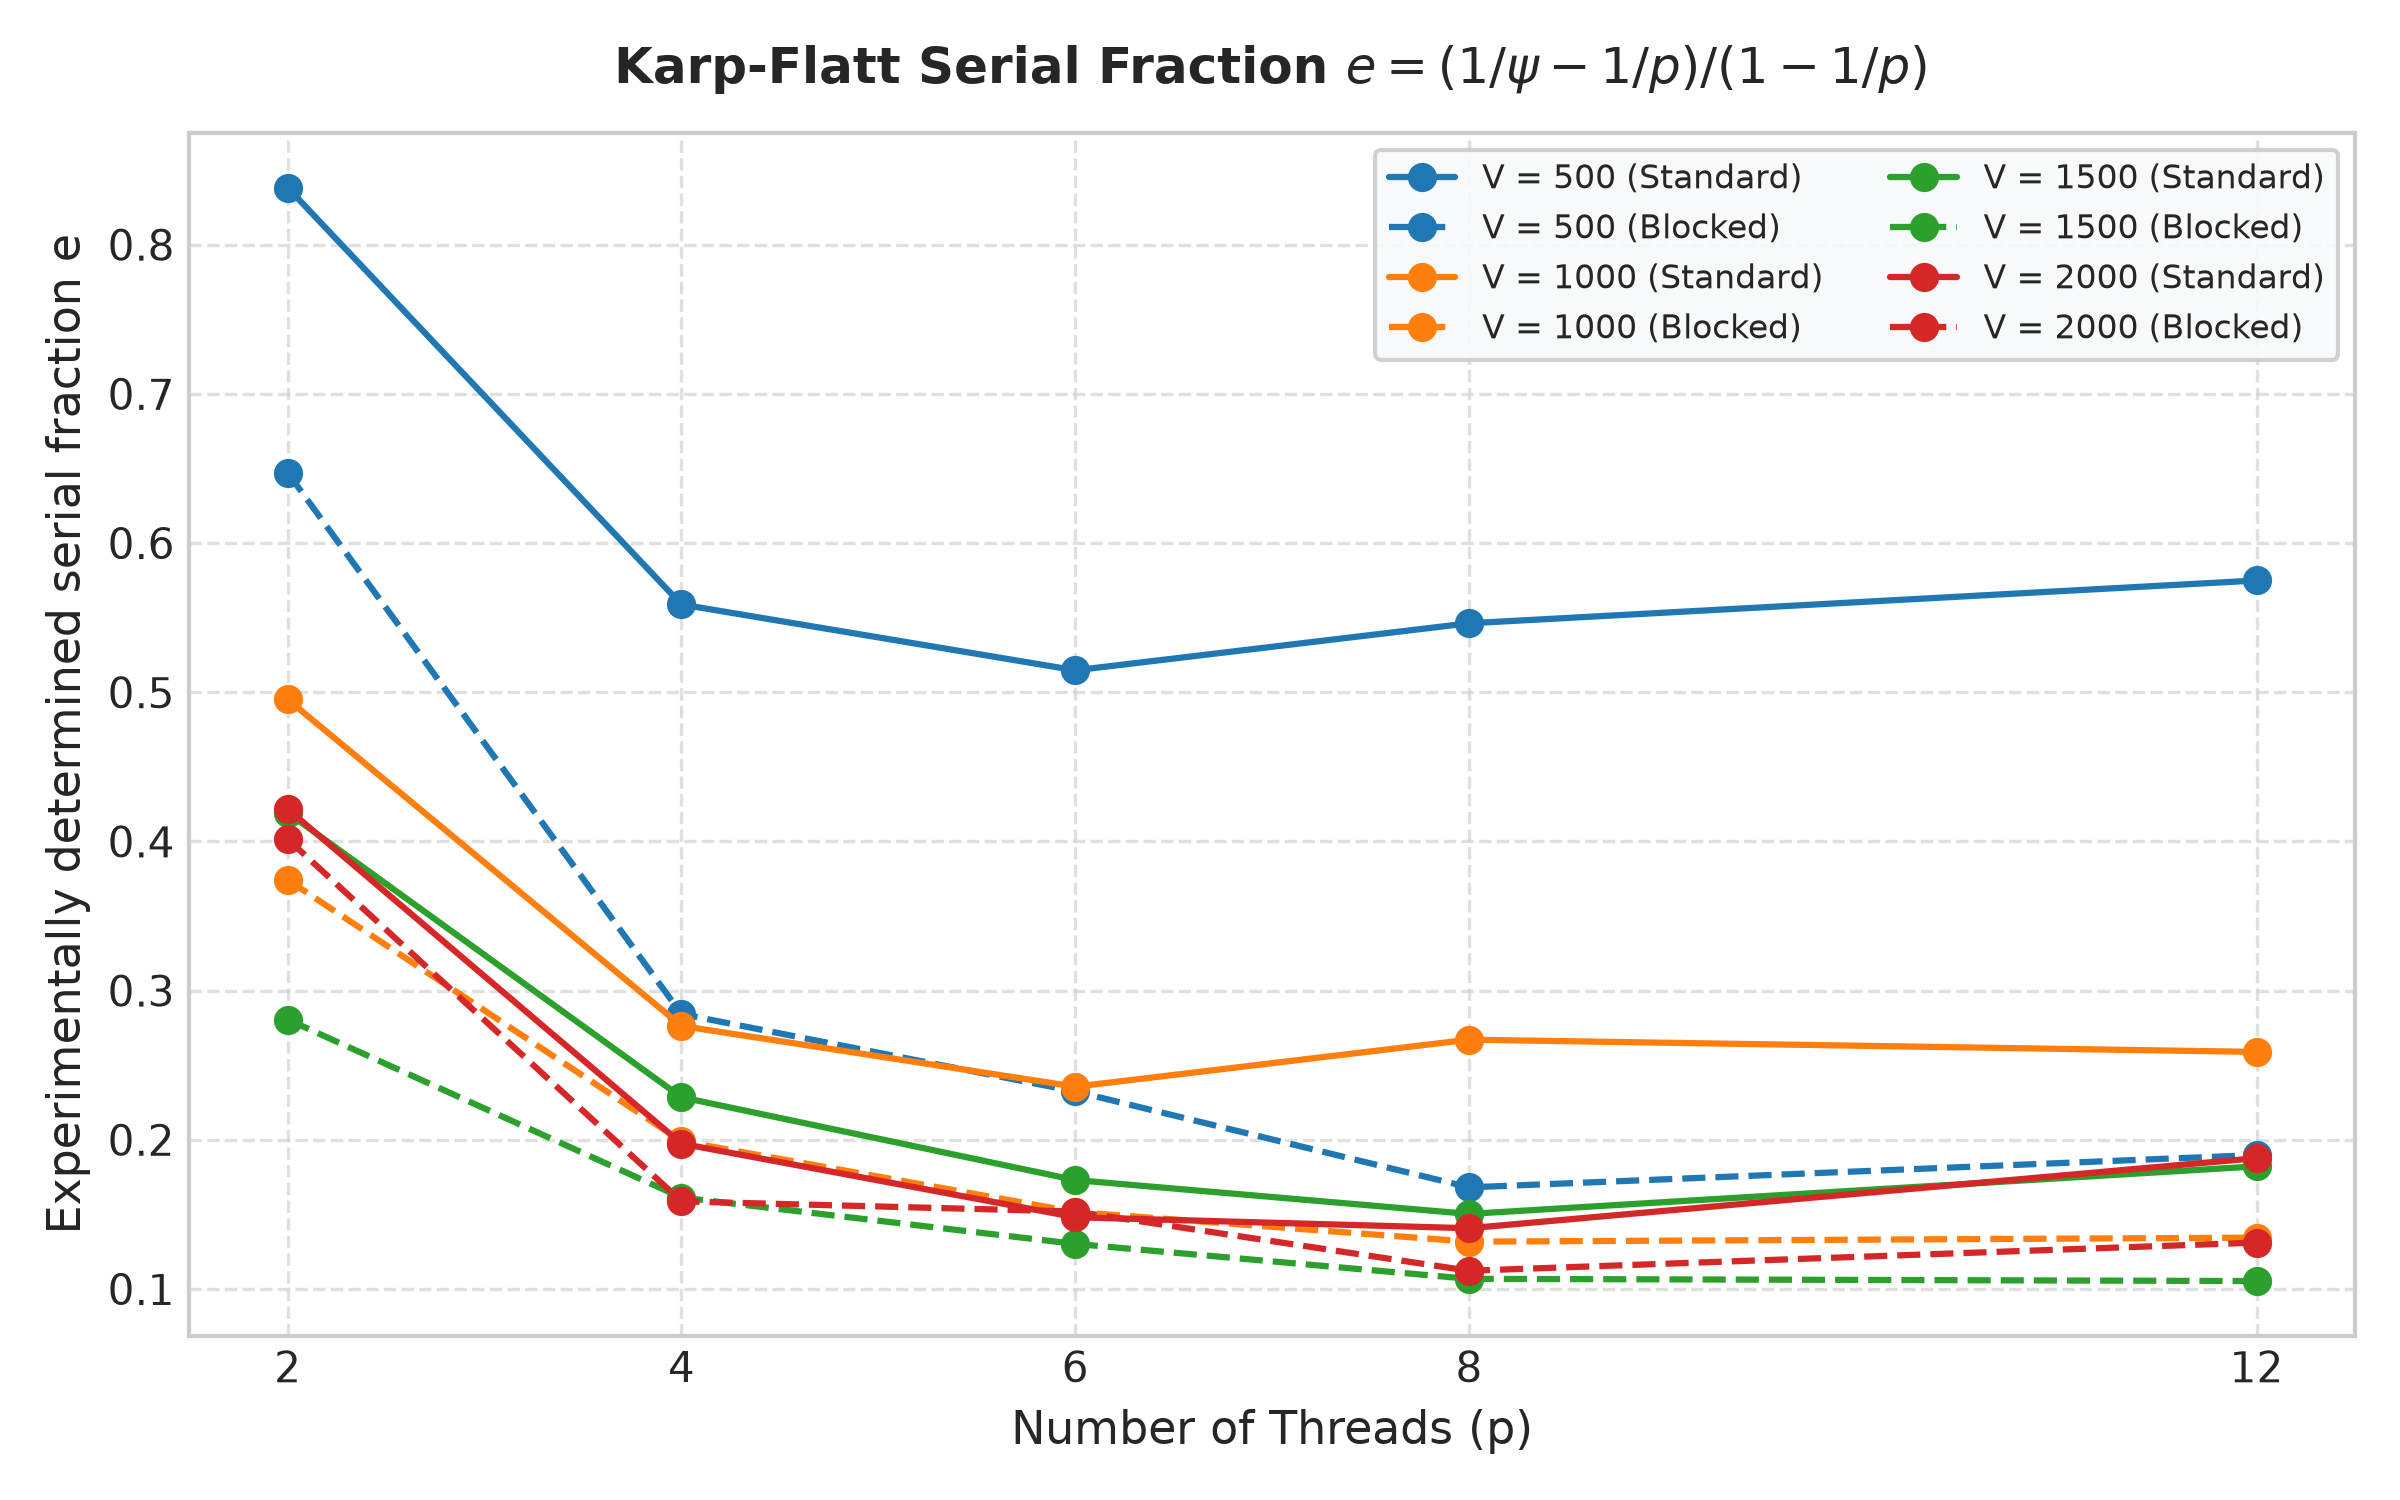 Karp-Flatt Serial Fraction e = (1/ψ − 1/p)/(1 − 1/p)
V = 500 (Standard)
V = 500 (Blocked)
V = 1000 (Standard)
V = 1000 (Blocked)
V = 1500 (Standard)
V = 1500 (Blocked)
V = 2000 (Standard)
V = 2000 (Blocked)
Experimentally determined serial fraction e
0.8
0.7
0.6
0.5
0.4
0.3
0.2
0.1
2 4 6 8 12
Number of Threads (p)